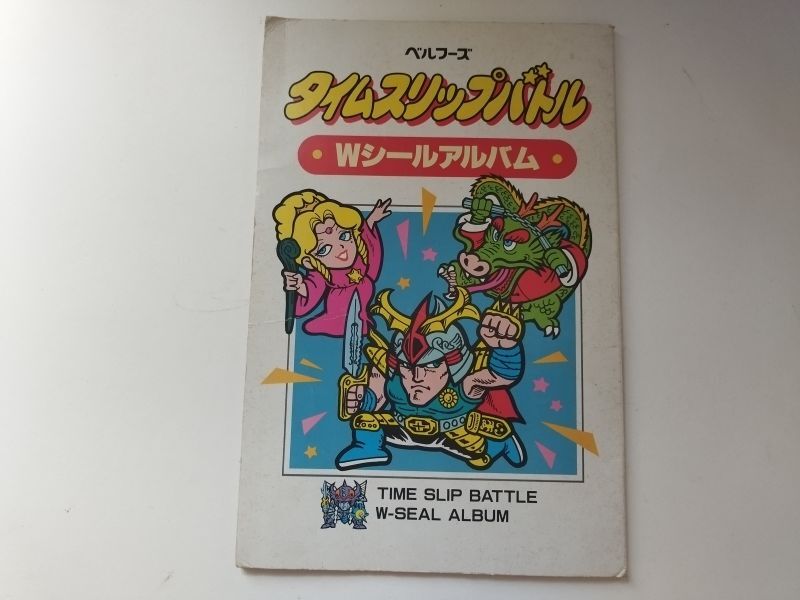 ベルフーズ
タイムスリップバトル
Wシールアルバム
TIME SLIP BATTLE
W-SEAL ALBUM